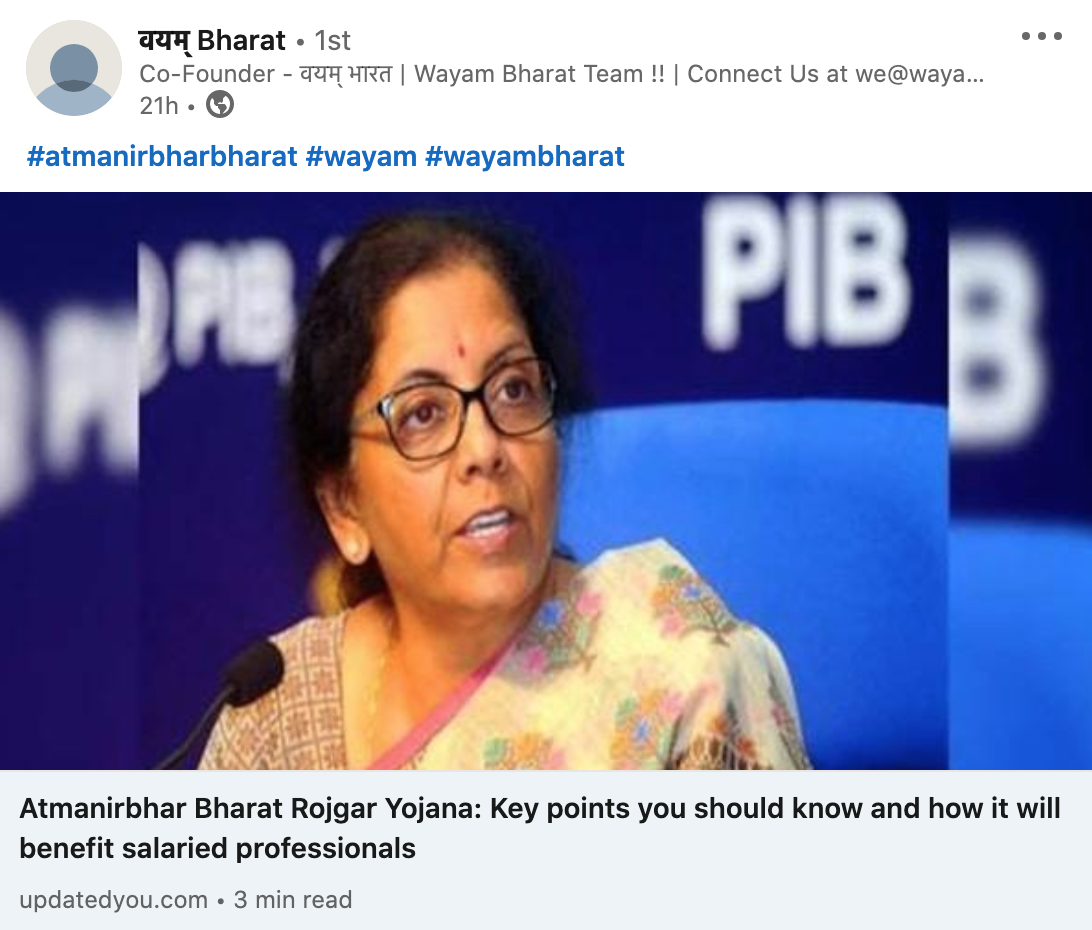 वयम् Bharat • 1st
Co-Founder - वयम् भारत | Wayam Bharat Team !! | Connect Us at we@waya...
21h •
#atmanirbharbharat #wayam #wayambharat
PIB PIB B
Atmanirbhar Bharat Rojgar Yojana: Key points you should know and how it will
benefit salaried professionals
updatedyou.com • 3 min read